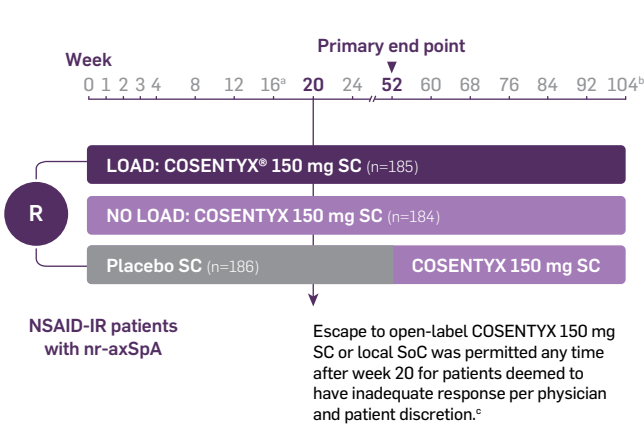 Primary end point
Week
0 1 2 3 4 8 12 16ᵃ 20 24 52 60 68 76 84 92 104ᵇ
LOAD: COSENTYX® 150 mg SC (n=185)
R
NO LOAD: COSENTYX 150 mg SC (n=184)
Placebo SC (n=186) COSENTYX 150 mg SC
NSAID-IR patients
with nr-axSpA
Escape to open-label COSENTYX 150 mg
SC or local SoC was permitted any time
after week 20 for patients deemed to
have inadequate response per physician
and patient discretion.ᶜ